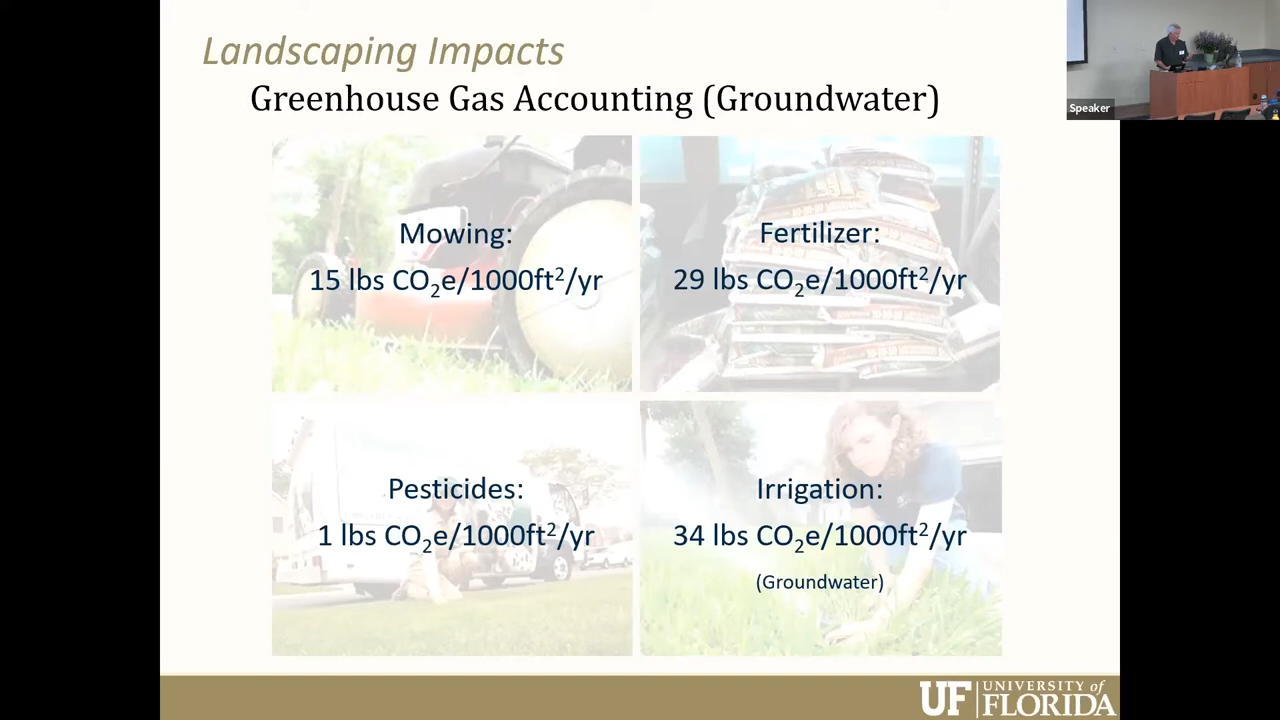 Landscaping Impacts
Greenhouse Gas Accounting (Groundwater)
Speaker
Mowing:
15 lbs CO₂e/1000ft²/yr
Fertilizer:
29 lbs CO₂e/1000ft²/yr
Pesticides:
1 lbs CO₂e/1000ft²/yr
Irrigation:
34 lbs CO₂e/1000ft²/yr
(Groundwater)
UF UNIVERSITY of
FLORIDA